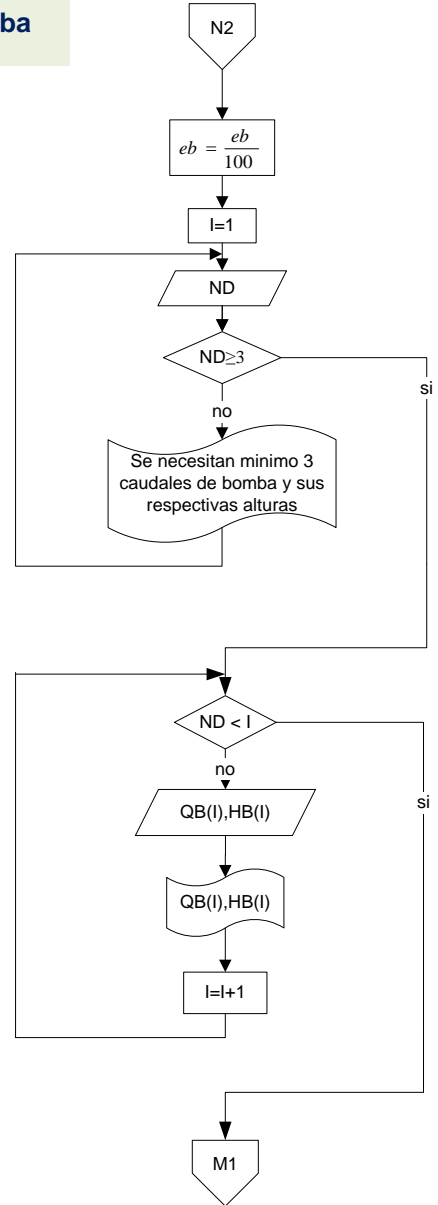 ba
N2
eb = eb/100
I=1
ND
ND≥3
si
no
Se necesitan minimo 3
caudales de bomba y sus
respectivas alturas
ND < I
no
si
QB(I),HB(I)
QB(I),HB(I)
I=I+1
M1